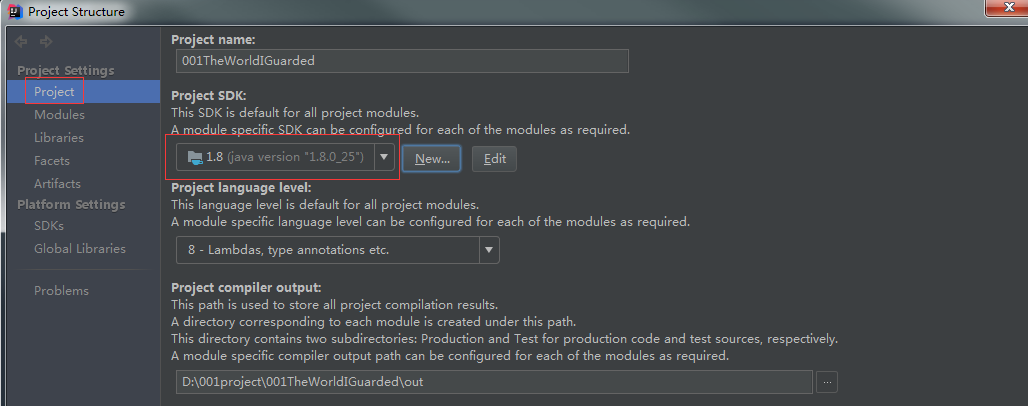 Project Structure
Project Settings
Project
Modules
Libraries
Facets
Artifacts
Platform Settings
SDKs
Global Libraries
Problems
Project name:
001TheWorldIGuarded
Project SDK:
This SDK is default for all project modules.
A module specific SDK can be configured for each of the modules as required.
1.8 (java version "1.8.0_25")
New...
Edit
Project language level:
This language level is default for all project modules.
A module specific language level can be configured for each of the modules as required.
8 - Lambdas, type annotations etc.
Project compiler output:
This path is used to store all project compilation results.
A directory corresponding to each module is created under this path.
This directory contains two subdirectories: Production and Test for production code and test sources, respectively.
A module specific compiler output path can be configured for each of the modules as required.
D:\001project\001TheWorldIGuarded\out
...